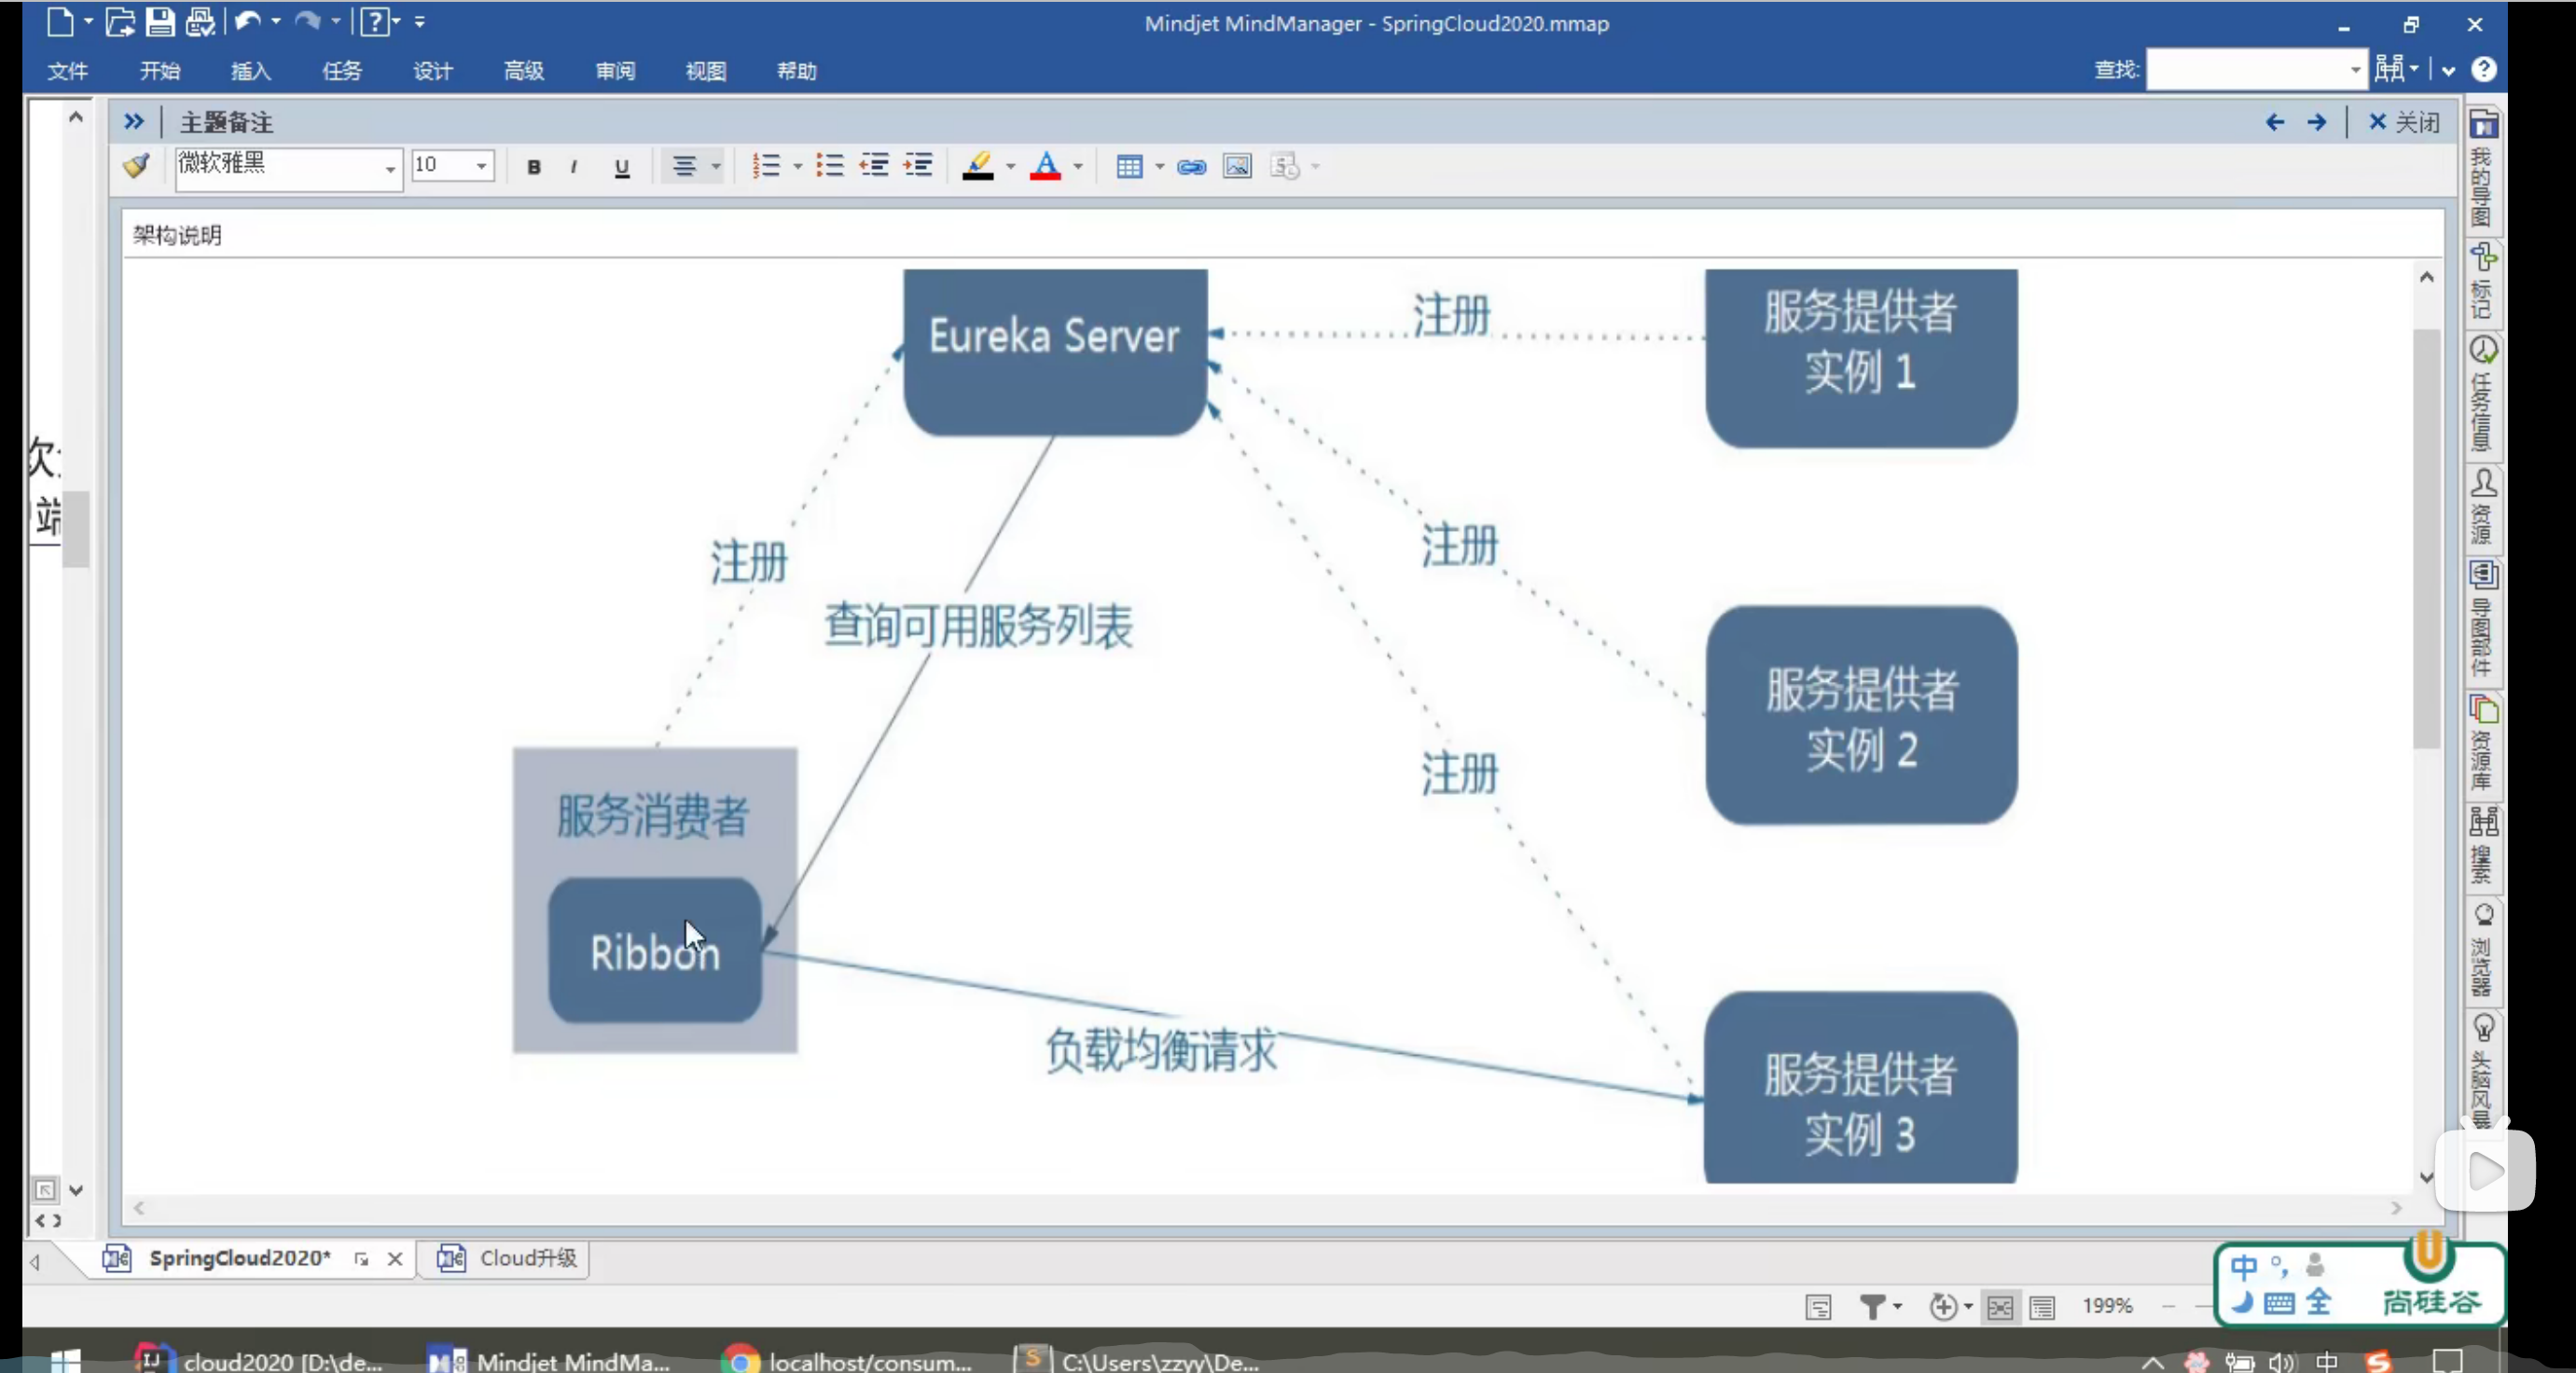 Mindjet MindManager - SpringCloud2020.mmap
文件 开始 插入 任务 设计 高级 审阅 视图 帮助
查找:
主题备注
关闭
微软雅黑
10
B I U
架构说明
Eureka Server
注册
服务提供者
实例 1
注册
注册
查询可用服务列表
服务提供者
实例 2
注册
服务消费者
Ribbon
负载均衡请求
服务提供者
实例 3
端
我的导图
标记
任务信息
资源
导图部件
资源库
搜索
浏览器
头脑风暴
SpringCloud2020*
Cloud升级
199%
中
全
尚硅谷
cloud2020 [D:\de...
Mindjet MindMa...
localhost/consum...
C:\Users\zzyy\De...
中